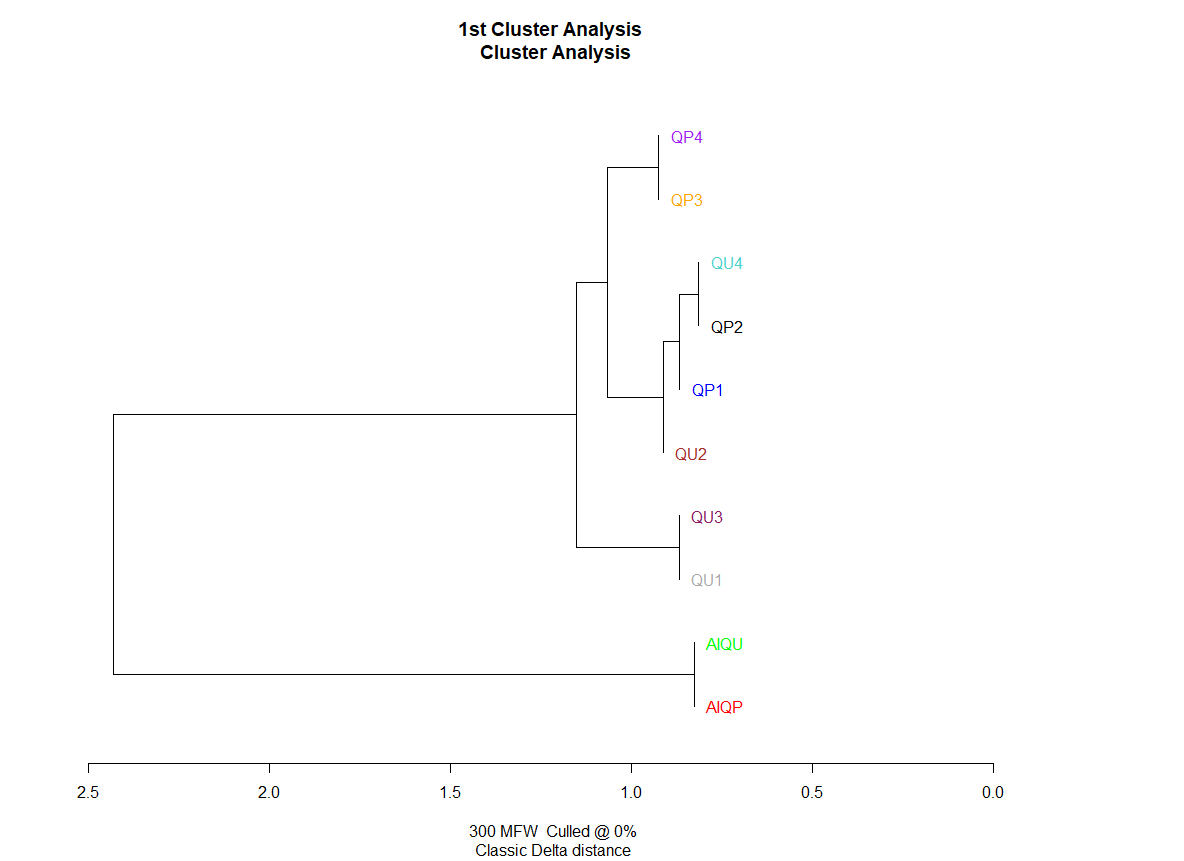 1st Cluster Analysis
Cluster Analysis
QP4
QP3
QU4
QP2
QP1
QU2
QU3
QU1
AIQU
AIQP
2.5 2.0 1.5 1.0 0.5 0.0
300 MFW Culled @ 0%
Classic Delta distance